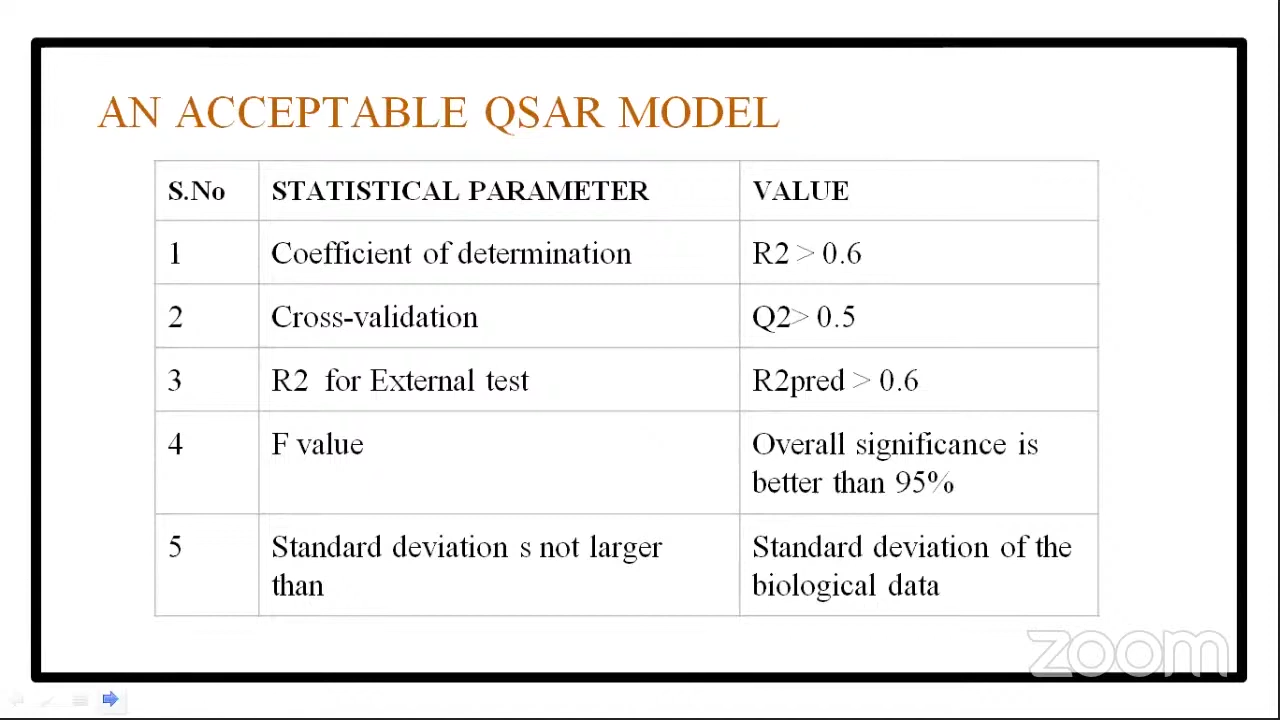 AN ACCEPTABLE QSAR MODEL
S.No STATISTICAL PARAMETER VALUE
1 Coefficient of determination R2 > 0.6
2 Cross-validation Q2> 0.5
3 R2 for External test R2pred > 0.6
4 F value Overall significance is
better than 95%
5 Standard deviation s not larger
than
Standard deviation of the
biological data
zoom